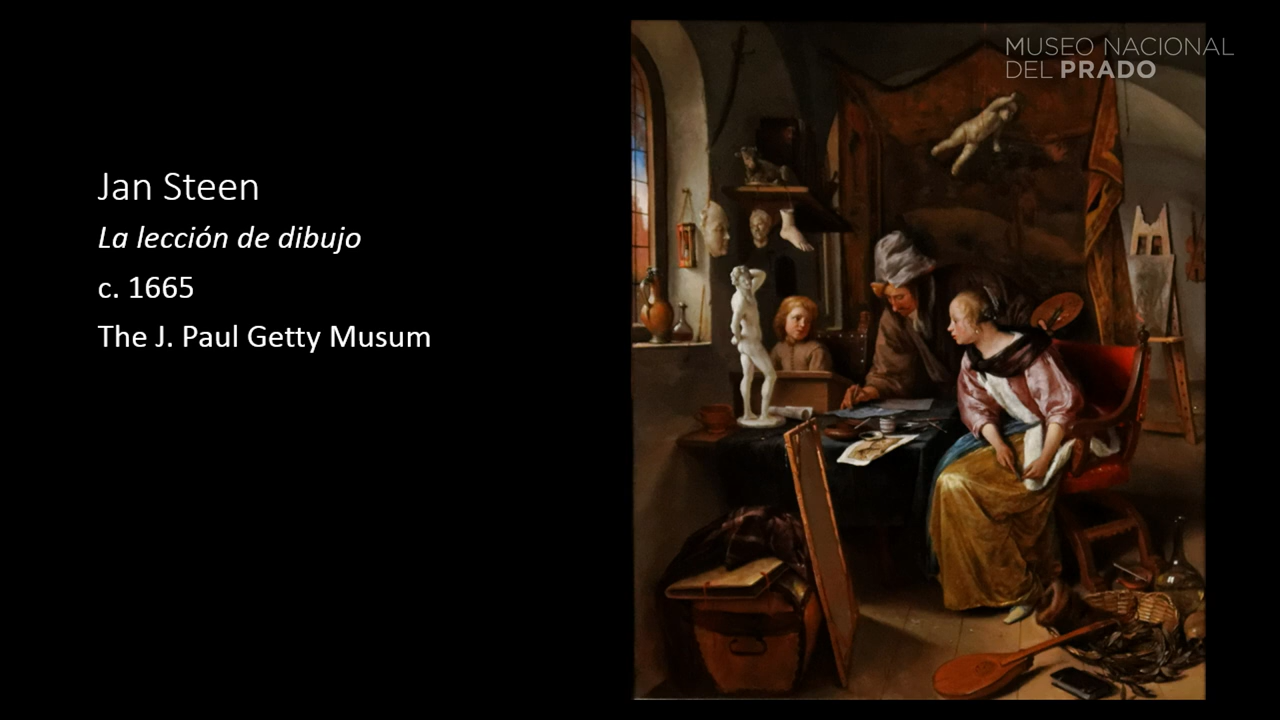 MUSEO NACIONAL
DEL PRADO
Jan Steen
La lección de dibujo
c. 1665
The J. Paul Getty Musum